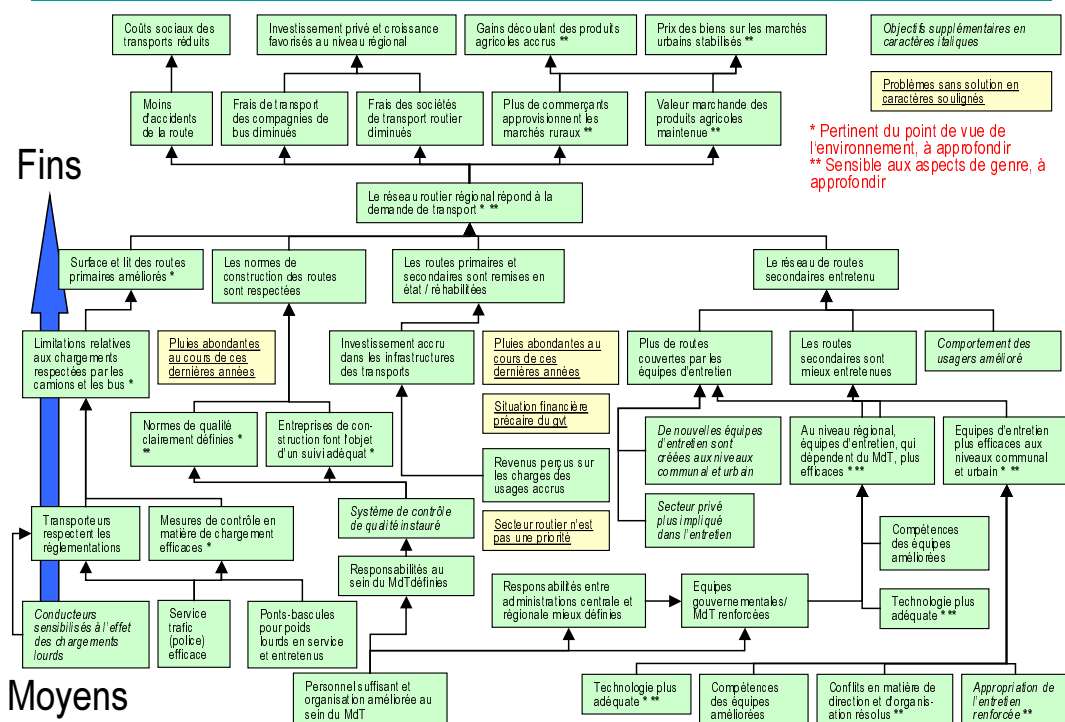 Coûts sociaux des
transports réduits
Investissement privé et croissance
favorisés au niveau régional
Gains découlant des produits
agricoles accrus **
Prix des biens sur les marchés
urbains stabilisés **
Objectifs supplémentaires en
caractères italiques
Problèmes sans solution en
caractères soulignés
* Pertinent du point de vue de
l'environnement, à approfondir
** Sensible aux aspects de genre, à
approfondir
Moins
d'accidents
de la route
Frais de transport
des compagnies de
bus diminués
Frais des sociétés
de transport routier
diminués
Plus de commerçants
approvisionnent les
marchés ruraux **
Valeur marchande des
produits agricoles
maintenue **
Fins
Le réseau routier régional répond à la
demande de transport * **
Surface et lit des routes
primaires améliorés *
Les normes de
construction des routes
sont respectées
Les routes primaires et
secondaires sont remises en
état / réhabilitées
Le réseau de routes
secondaires entretenu
Limitations relatives
aux chargements
respectées par les
camions et les bus *
Pluies abondantes
au cours de ces
dernières années
Investissement accru
dans les infrastructures
des transports
Pluies abondantes au
cours de ces
dernières années
Plus de routes
couvertes par les
équipes d'entretien
Les routes
secondaires sont
mieux entretenues
Comportement des
usagers amélioré
Situation financière
précaire du gvt
Normes de qualité
clairement définies *
**
Entreprises de cons-
truction font l'objet
d'un suivi adéquat *
Revenus perçus sur
les charges des
usages accrus
De nouvelles équipes
d'entretien sont
créées aux niveaux
communal et urbain
Au niveau régional,
équipes d'entretien, qui
dépendent du MdT, plus
efficaces * **
Equipes d'entretien
plus efficaces aux
niveaux communal
et urbain * **
Transporteurs
respectent les
réglementations
Mesures de contrôle en
matière de chargement
efficaces *
Système de contrôle
de qualité instauré
Secteur routier n'est
pas une priorité
Secteur privé
plus impliqué
dans l'entretien
Compétences
des équipes
améliorées
Responsabilités au
sein du MdT définies
Responsabilités entre
administrations centrale et
régionale mieux définies
Equipes
gouvernementales/
MdT renforcées
Technologie plus
adéquate * **
Conducteurs
sensibilisés à l'effet
des chargements
lourds
Service
trafic
(police)
efficace
Ponts-bascules
pour poids
lourds en service
et entretenus
Moyens
Personnel suffisant et
organisation améliorée au
sein du MdT
Technologie plus
adéquate * **
Compétences
des équipes
améliorées
Conflits en matière de
direction et d'organi-
sation résolus **
Appropriation de
l'entretien
renforcée **